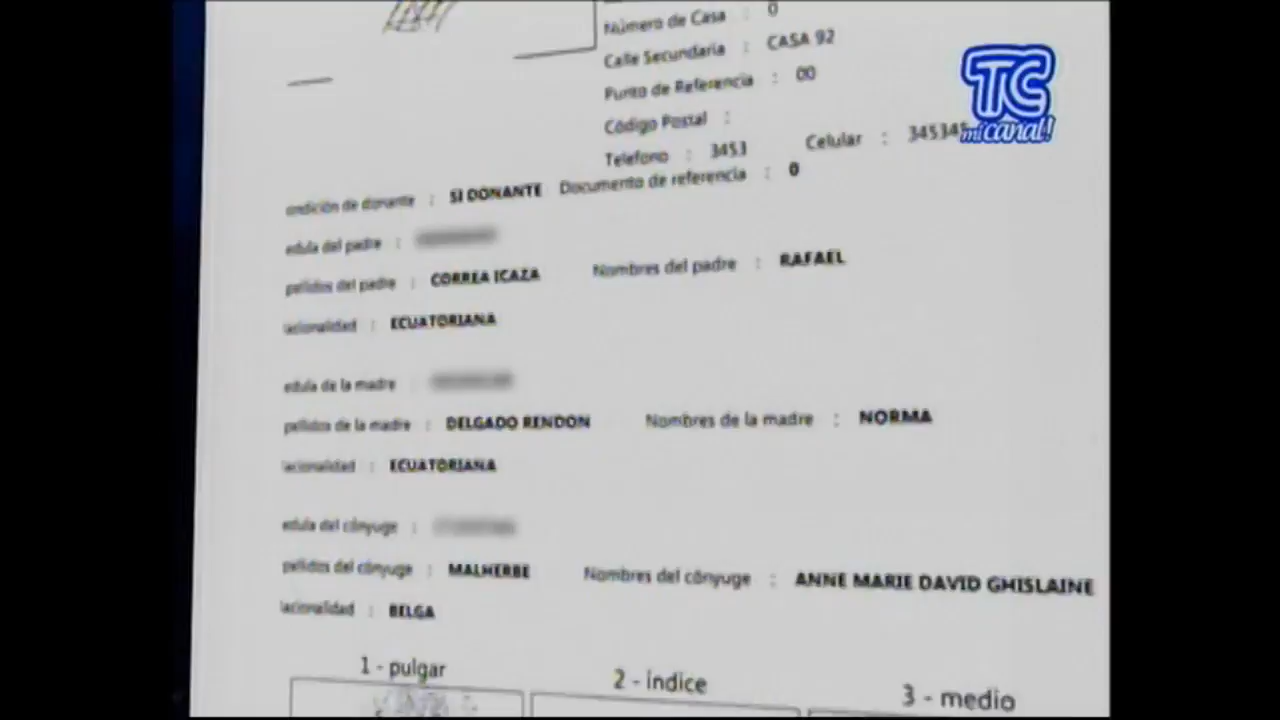 Número de Casa : 0
Calle Secundaria : CASA 92
Punto de Referencia : 00
Código Postal :
Telefono : 3453 Celular : 345345
TC
mi canal!
ondición de donante : SI DONANTE Documento de referencia : 0
edula del padre :
pellidos del padre : CORREA ICAZA Nombres del padre : RAFAEL
acionalidad : ECUATORIANA
edula de la madre :
pellidos de la madre : DELGADO RENDON Nombres de la madre : NORMA
acionalidad : ECUATORIANA
edula del cónyuge :
pellidos del cónyuge : MALHERBE Nombres del cónyuge : ANNE MARIE DAVID GHISLAINE
acionalidad : BELGA
1 - pulgar
2 - índice
3 - medio